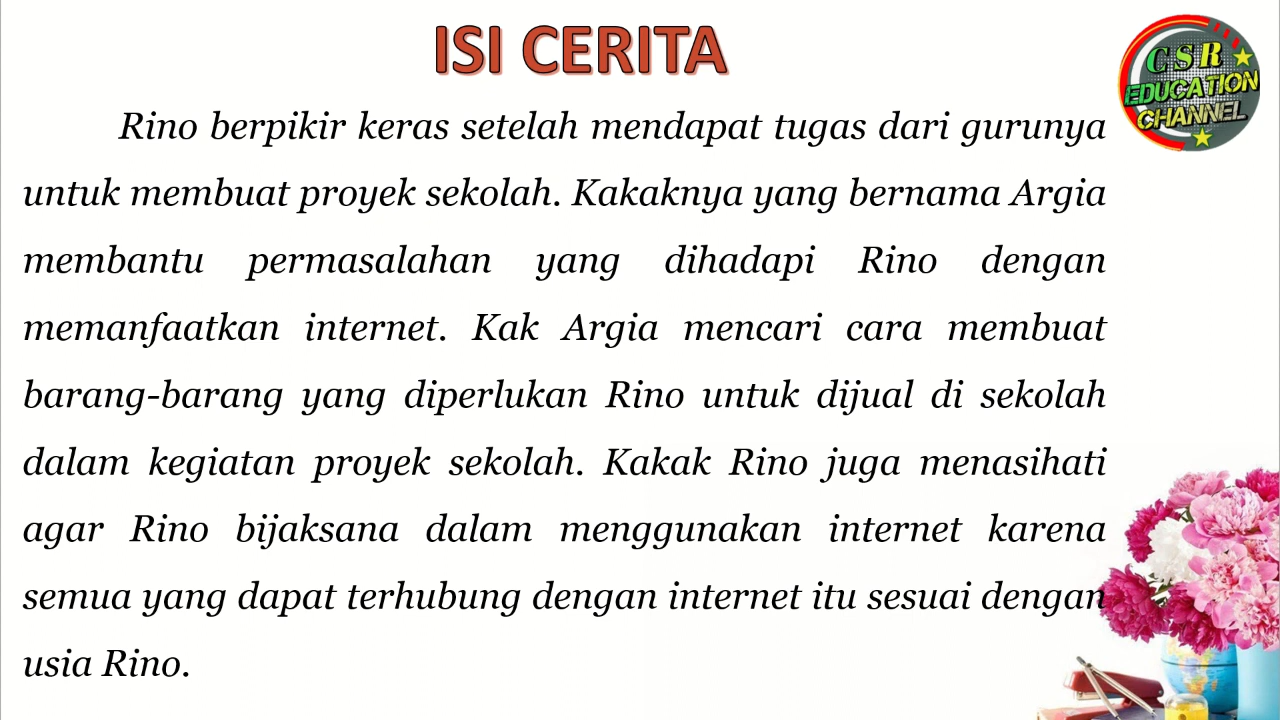 ISI CERITA
CSR
EDUCATION
CHANNEL
Rino berpikir keras setelah mendapat tugas dari gurunya
untuk membuat proyek sekolah. Kakaknya yang bernama Argia
membantu permasalahan yang dihadapi Rino dengan
memanfaatkan internet. Kak Argia mencari cara membuat
barang-barang yang diperlukan Rino untuk dijual di sekolah
dalam kegiatan proyek sekolah. Kakak Rino juga menasihati
agar Rino bijaksana dalam menggunakan internet karena
semua yang dapat terhubung dengan internet itu sesuai dengan
usia Rino.